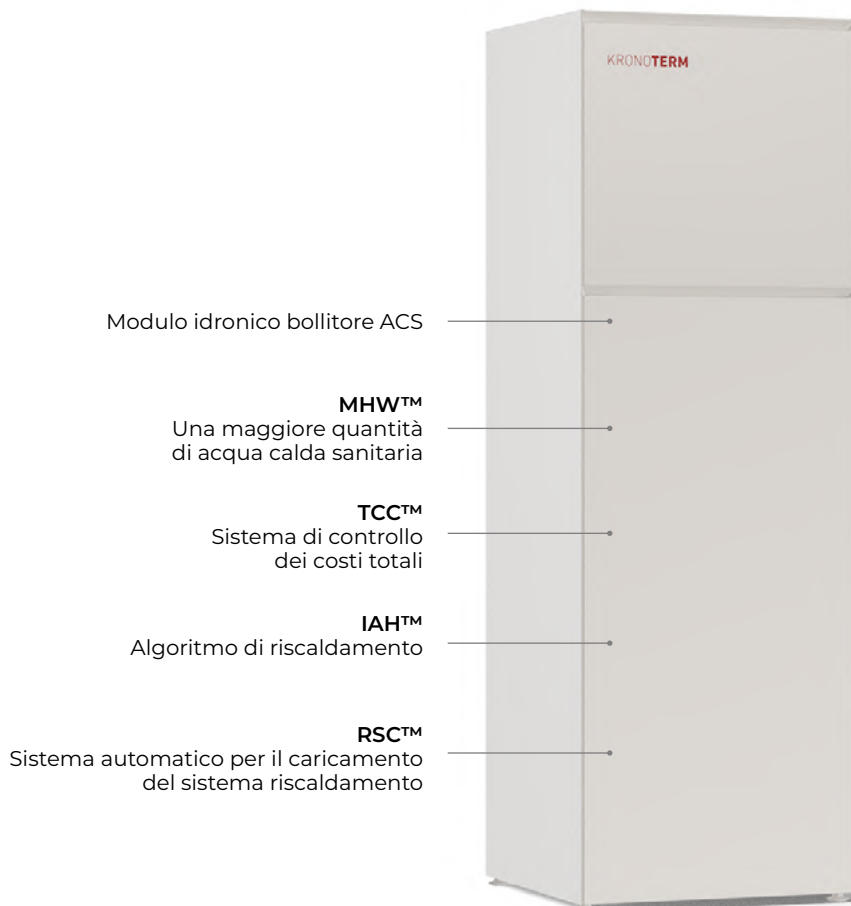 KRONOTERM
Modulo idronico bollitore ACS
MHW™
Una maggiore quantità
di acqua calda sanitaria
TCC™
Sistema di controllo
dei costi totali
IAH™
Algoritmo di riscaldamento
RSC™
Sistema automatico per il caricamento
del sistema riscaldamento